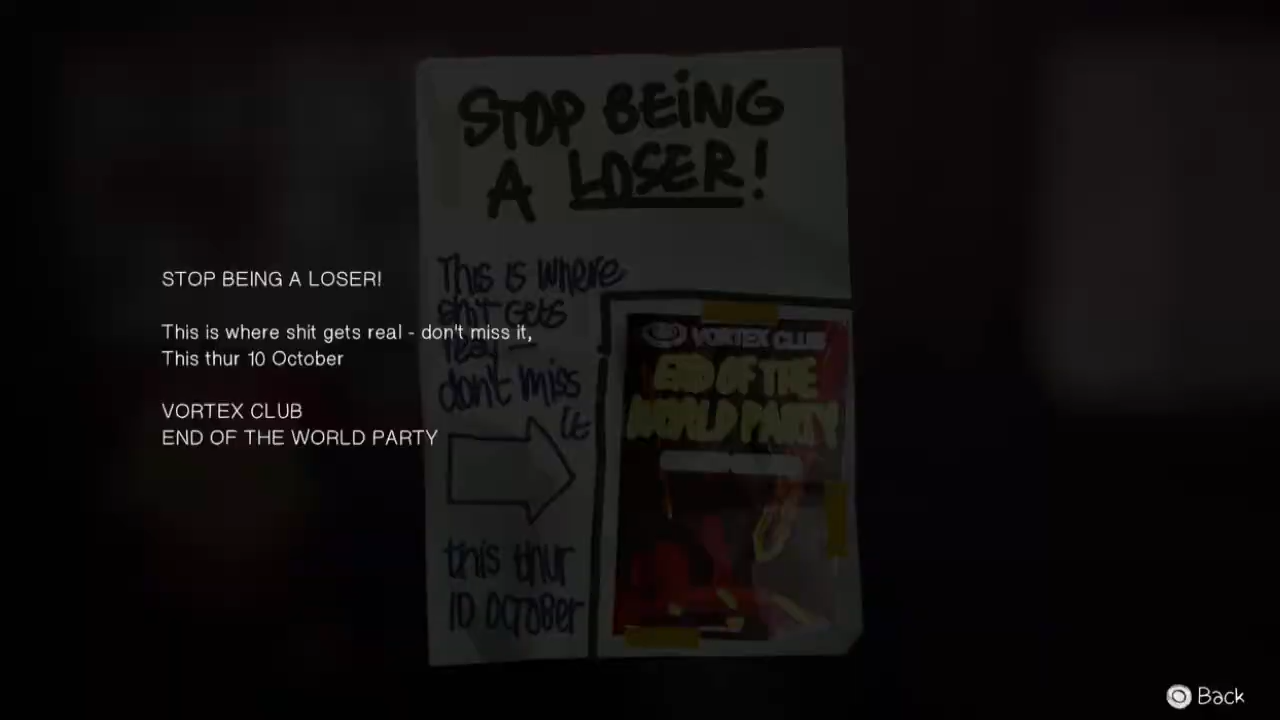 STOP BEING
A LOSER!
This is where
shit gets
real -
don't miss
it
this thur
10 OCTOBER
VORTEX CLUB
END OF THE
WORLD PARTY
STOP BEING A LOSER!
This is where shit gets real - don't miss it,
This thur 10 October
VORTEX CLUB
END OF THE WORLD PARTY
Back